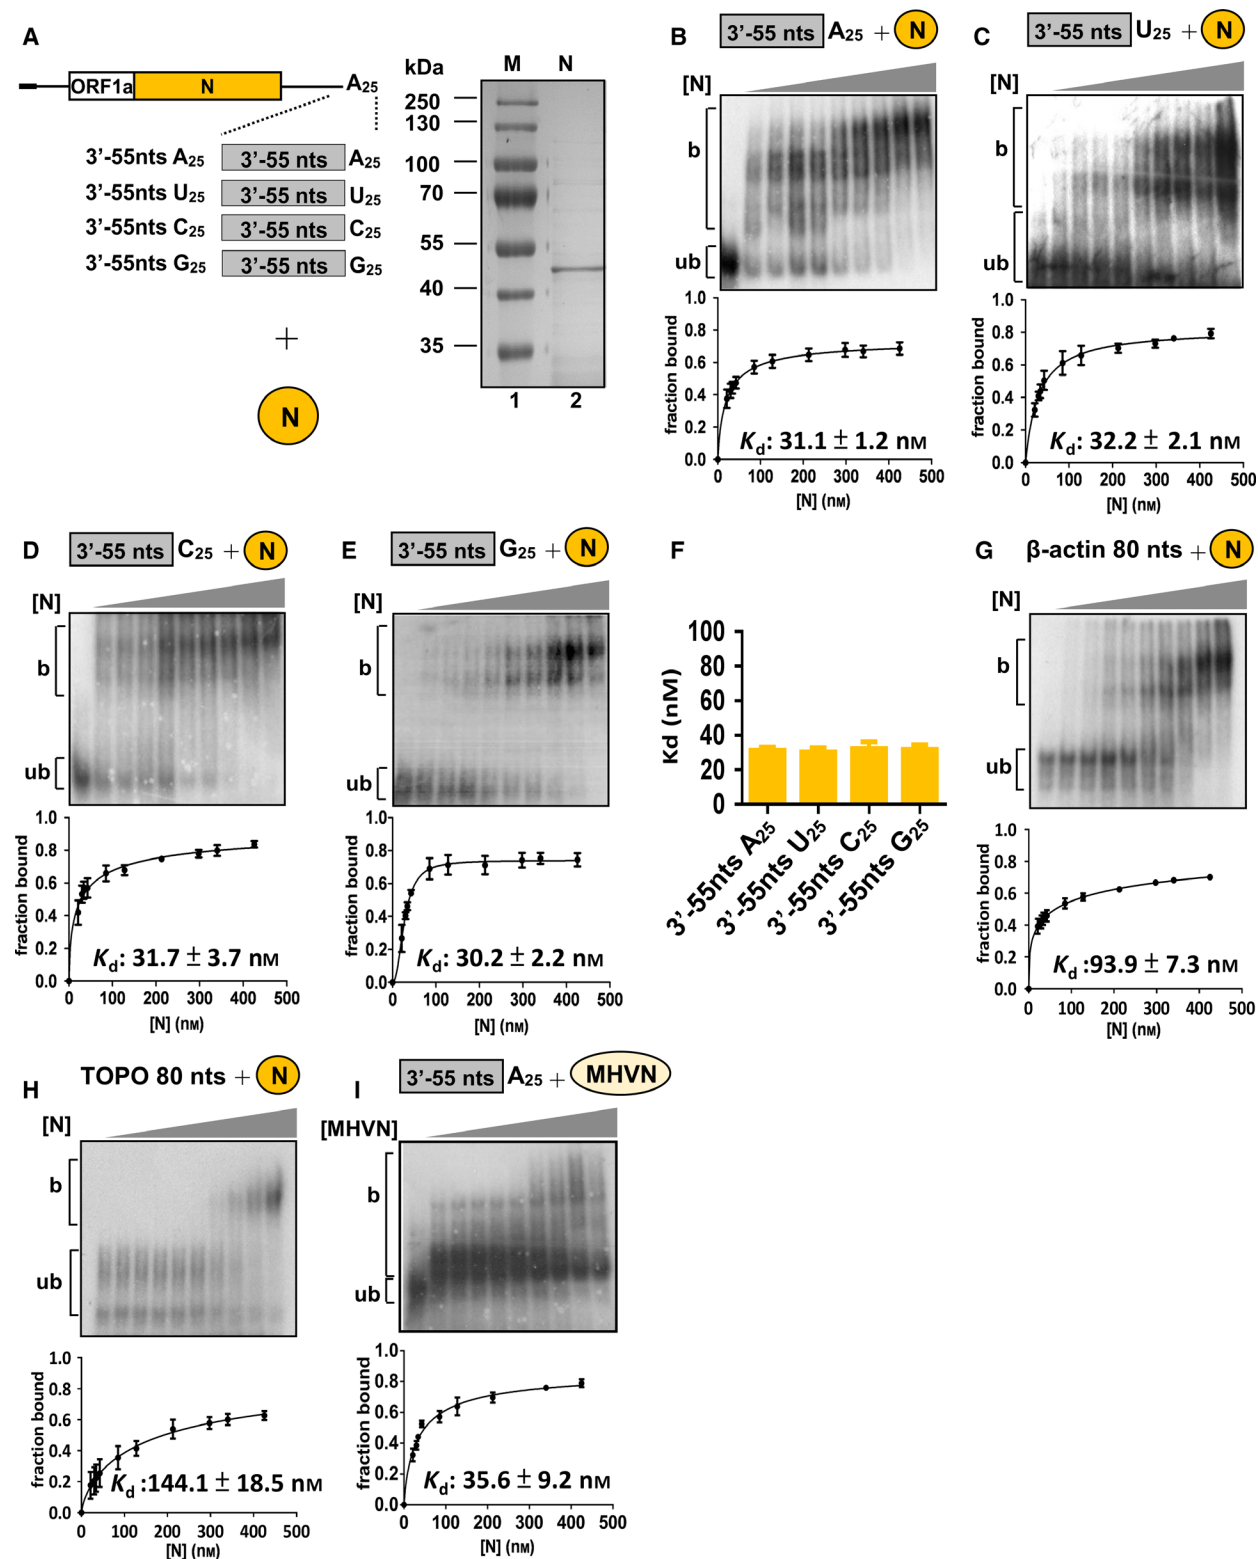 A
ORF1a N A25
3'-55nts A25 3'-55 nts A25
3'-55nts U25 3'-55 nts U25
3'-55nts C25 3'-55 nts C25
3'-55nts G25 3'-55 nts G25
+
N
kDa M N
250
130
100
70
55
40
35
1 2
B 3'-55 nts A25 + N
[N]
b
ub
1.0
0.8
0.6
0.4
0.2
0.0
fraction bound
Kd: 31.1 ± 1.2 nM
0 100 200 300 400 500
[N] (nM)
C 3'-55 nts U25 + N
[N]
b
ub
1.0
0.8
0.6
0.4
0.2
0.0
fraction bound
Kd: 32.2 ± 2.1 nM
0 100 200 300 400 500
[N] (nM)
D 3'-55 nts C25 + N
[N]
b
ub
1.0
0.8
0.6
0.4
0.2
0.0
fraction bound
Kd: 31.7 ± 3.7 nM
0 100 200 300 400 500
[N] (nM)
E 3'-55 nts G25 + N
[N]
b
ub
1.0
0.8
0.6
0.4
0.2
0.0
fraction bound
Kd: 30.2 ± 2.2 nM
0 100 200 300 400 500
[N] (nM)
F
100
80
60
40
20
0
Kd (nM)
3'-55nts A25
3'-55nts U25
3'-55nts C25
3'-55nts G25
G β-actin 80 nts + N
[N]
b
ub
1.0
0.8
0.6
0.4
0.2
0.0
fraction bound
Kd :93.9 ± 7.3 nM
0 100 200 300 400 500
[N] (nM)
H TOPO 80 nts + N
[N]
b
ub
1.0
0.8
0.6
0.4
0.2
0.0
fraction bound
Kd :144.1 ± 18.5 nM
0 100 200 300 400 500
[N] (nM)
I 3'-55 nts A25 + MHVN
[MHVN]
b
ub
1.0
0.8
0.6
0.4
0.2
0.0
fraction bound
Kd: 35.6 ± 9.2 nM
0 100 200 300 400 500
[N] (nM)